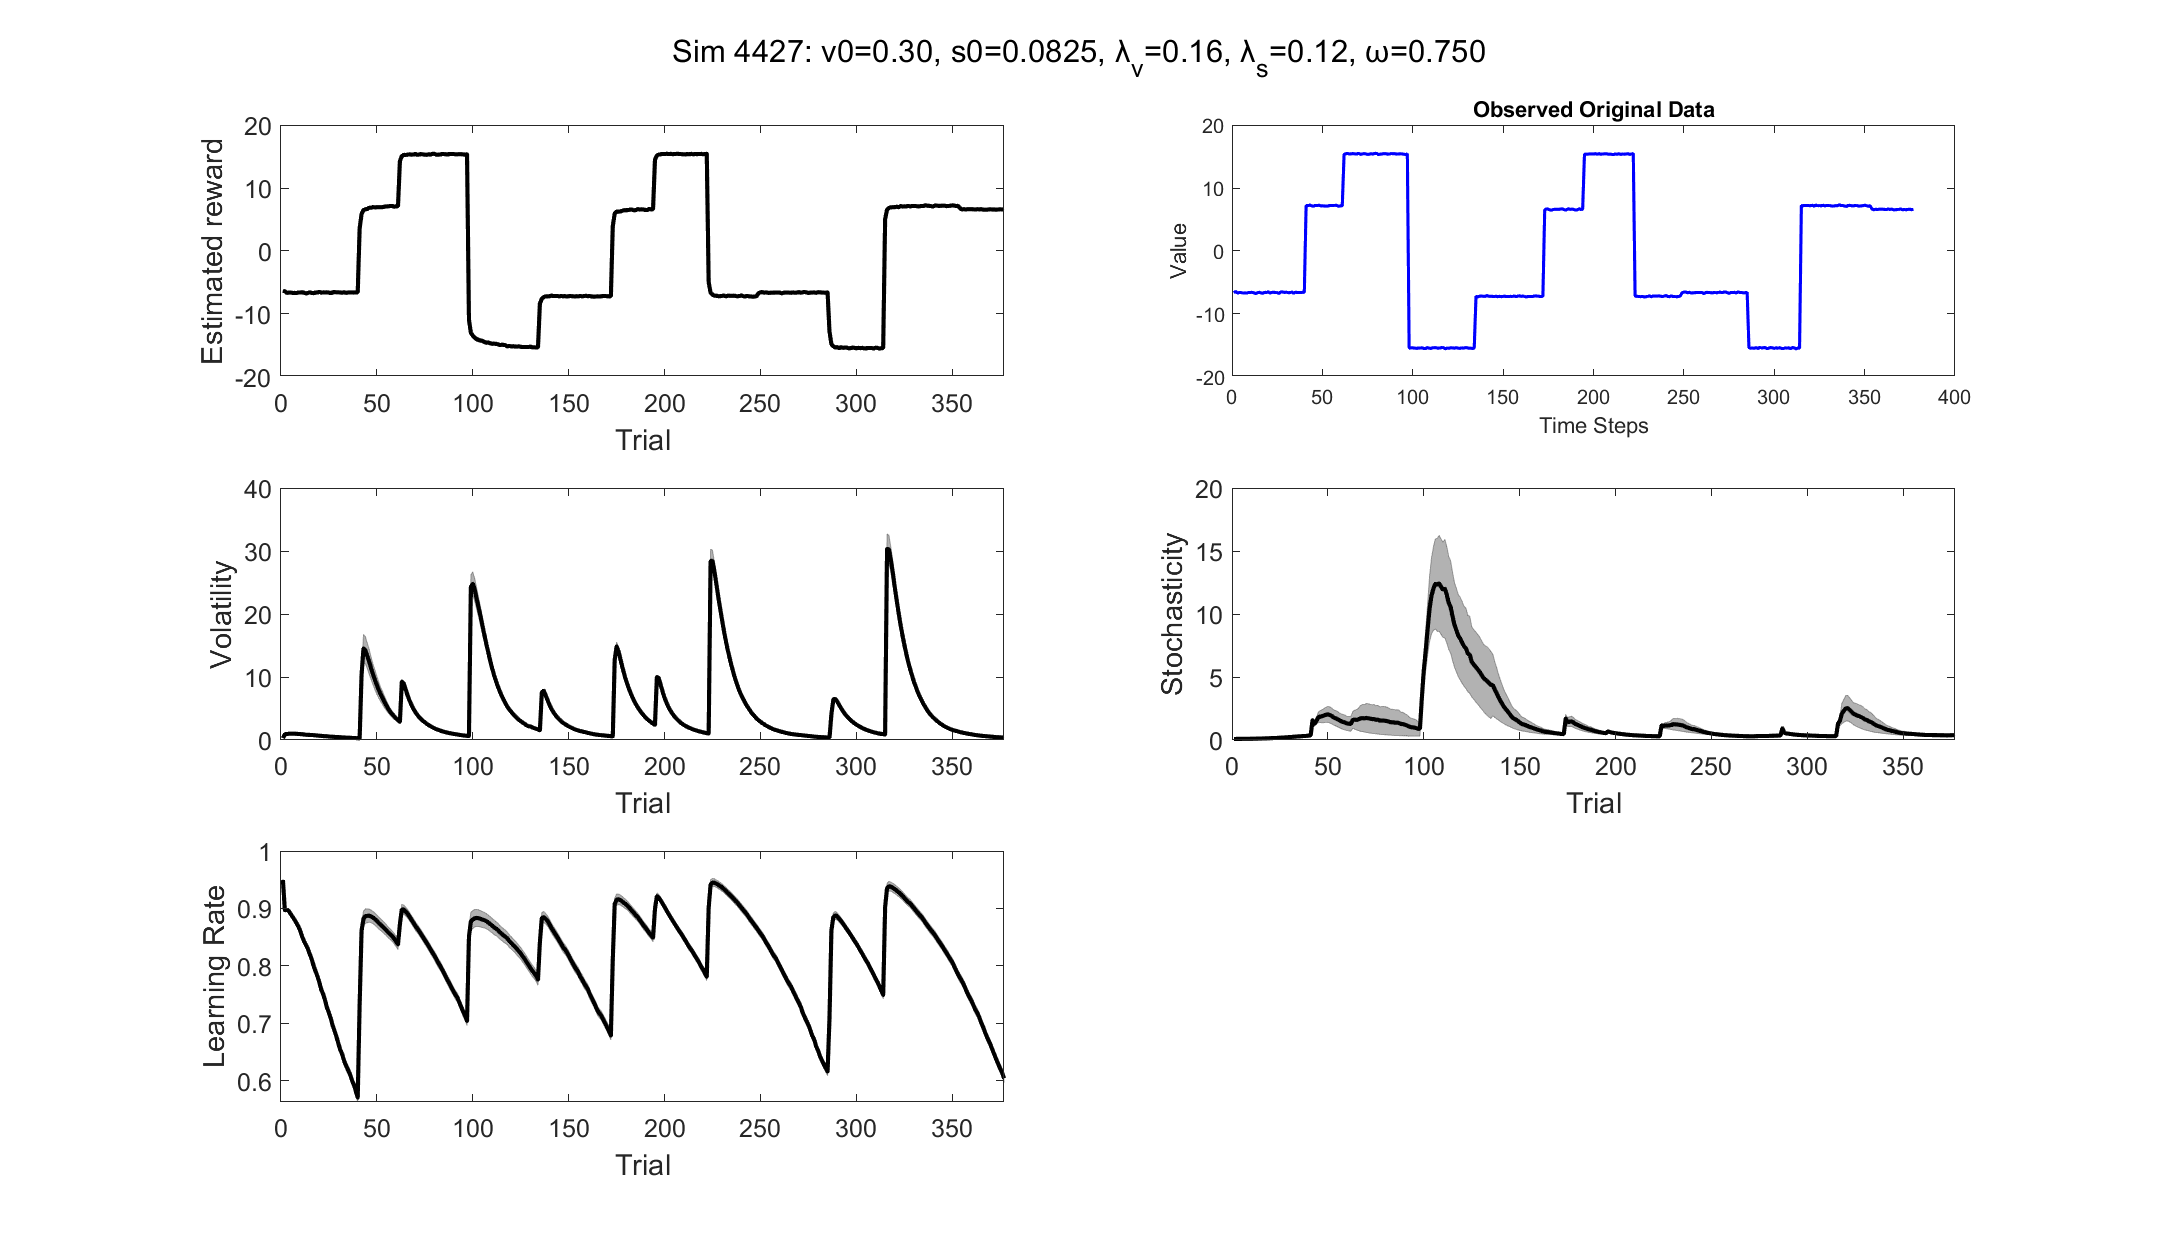 Sim 4427: v0=0.30, s0=0.0825, λ_v=0.16, λ_s=0.12, ω=0.750
Estimated reward
20
10
0
-10
-20
0 50 100 150 200 250 300 350
Trial
Observed Original Data
Value
20
10
0
-10
-20
0 50 100 150 200 250 300 350 400
Time Steps
Volatility
40
30
20
10
0
0 50 100 150 200 250 300 350
Trial
Stochasticity
20
15
10
5
0
0 50 100 150 200 250 300 350
Trial
Learning Rate
1
0.9
0.8
0.7
0.6
0 50 100 150 200 250 300 350
Trial